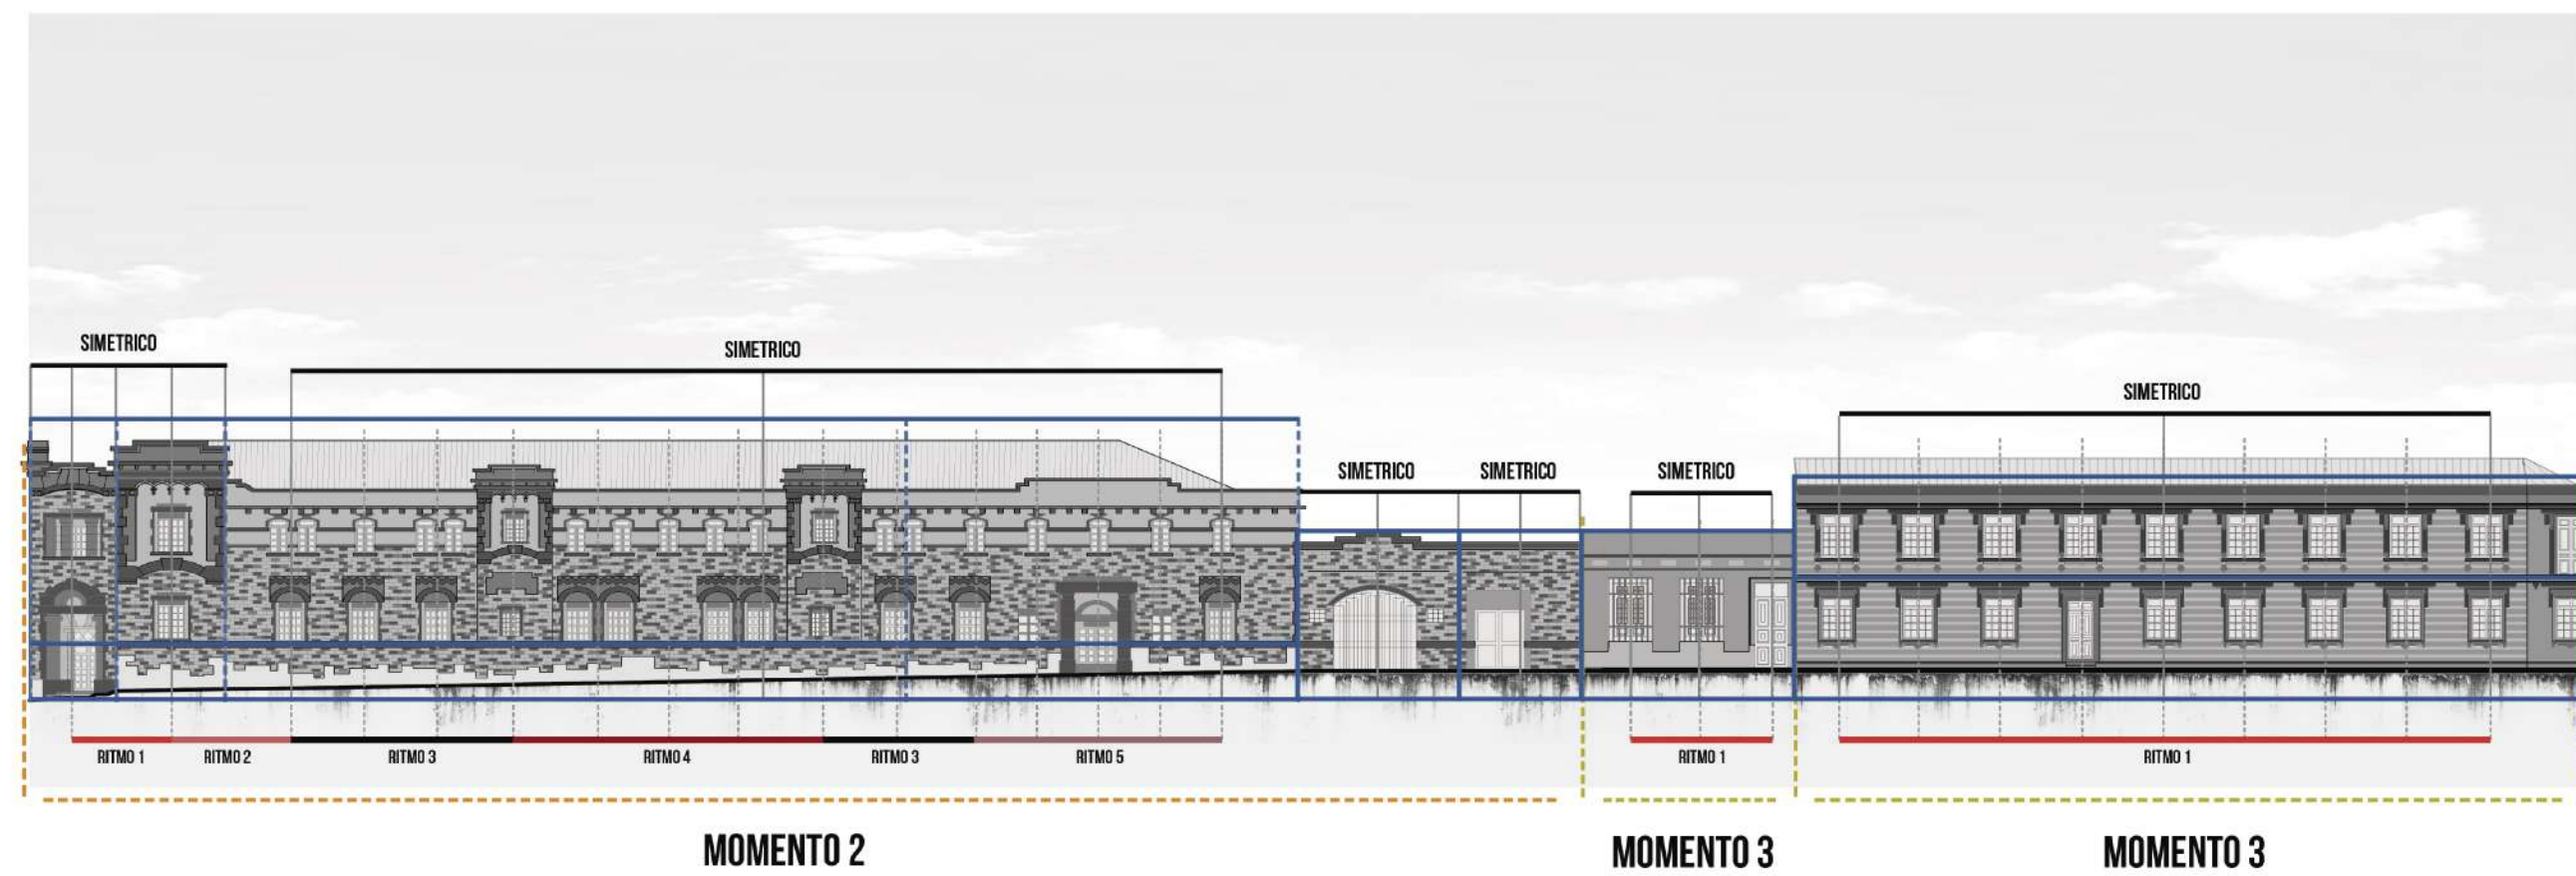 SIMETRICO
SIMETRICO
SIMETRICO
SIMETRICO
SIMETRICO
SIMETRICO
RITMO 1
RITMO 2
RITMO 3
RITMO 4
RITMO 3
RITMO 5
RITMO 1
RITMO 1
MOMENTO 2
MOMENTO 3
MOMENTO 3